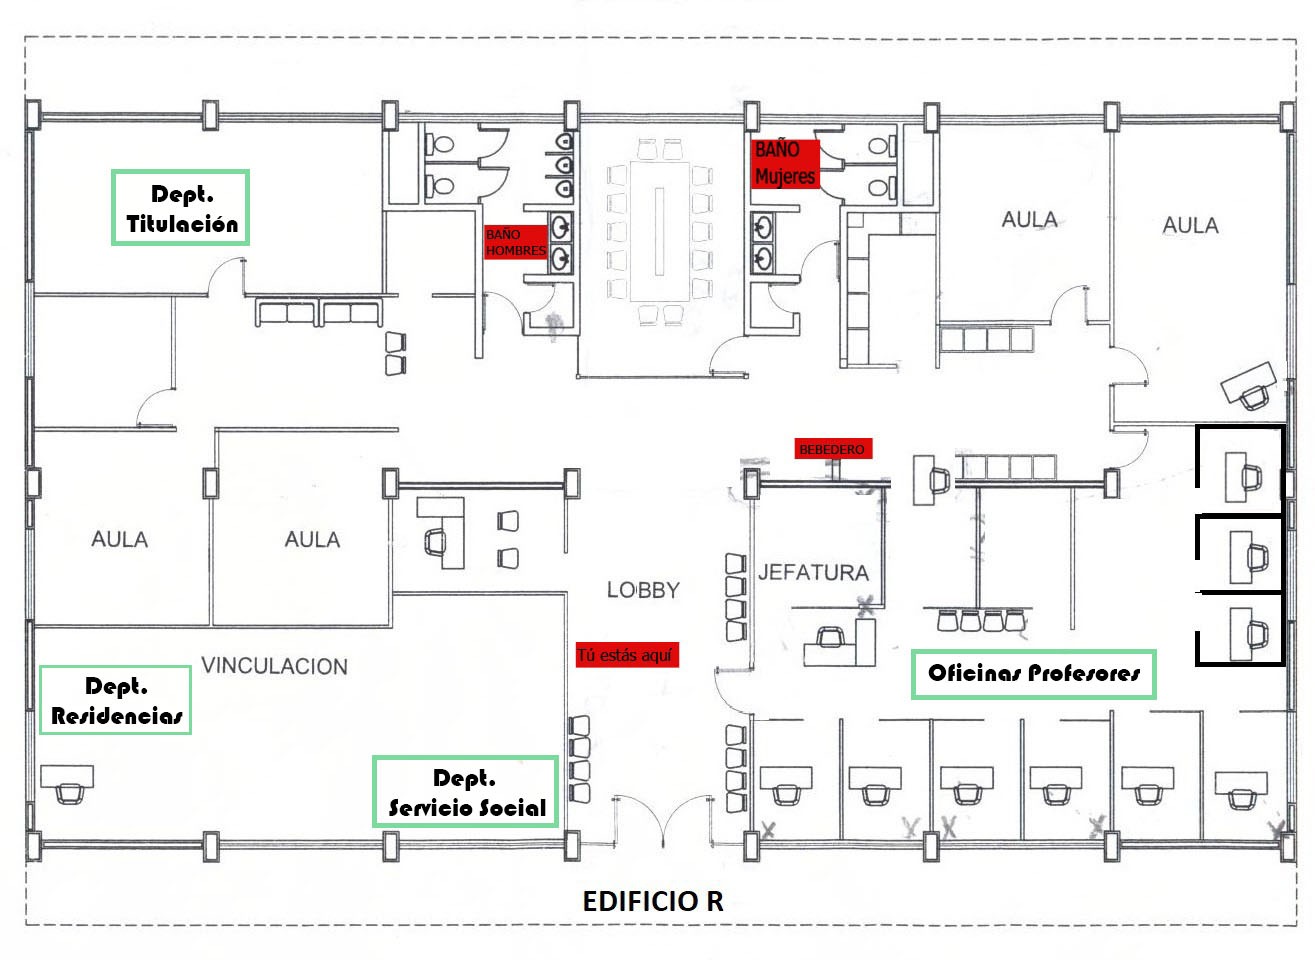 Dept.
Titulación
BAÑO
HOMBRES
BAÑO
Mujeres
AULA
AULA
BEBEDERO
AULA
AULA
LOBBY
JEFATURA
Tú estás aquí
VINCULACION
Dept.
Residencias
Oficinas Profesores
Dept.
Servicio Social
EDIFICIO R